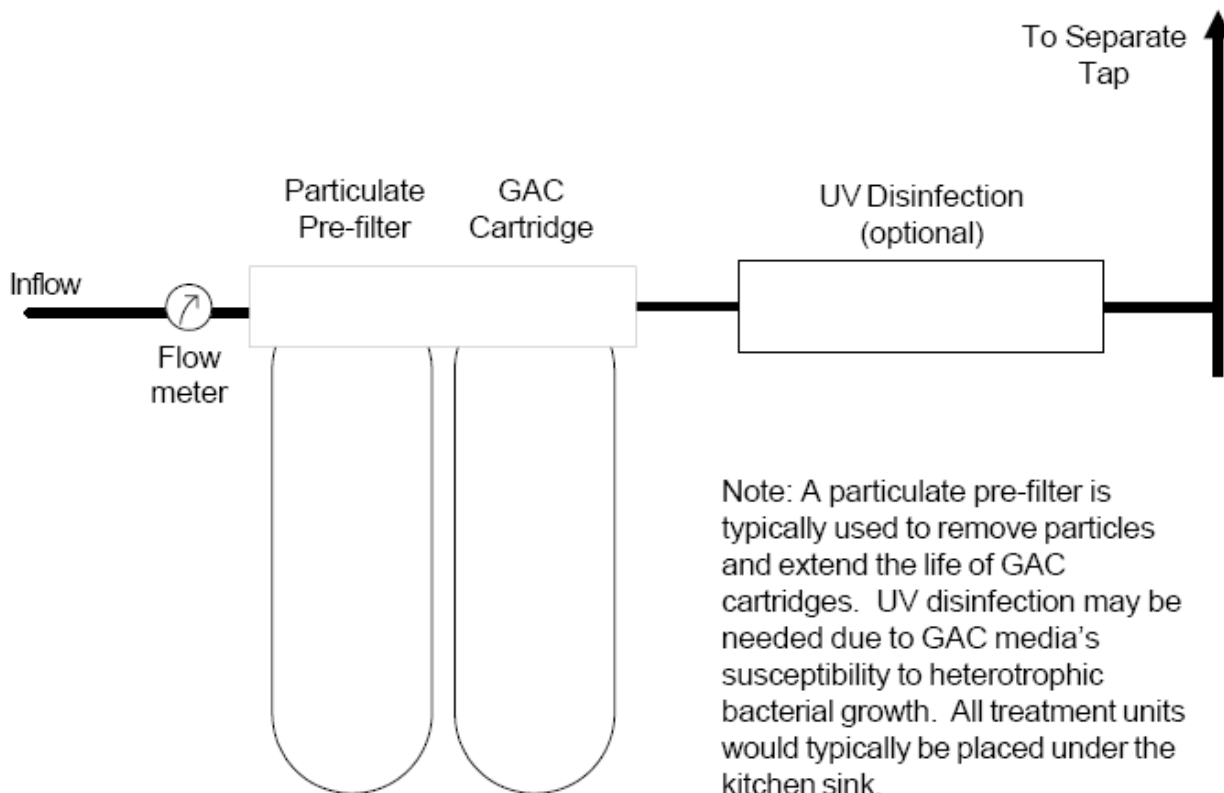 To Separate
Tap
Particulate
Pre-filter
GAC
Cartridge
UV Disinfection
(optional)
Inflow
Flow
meter
Note: A particulate pre-filter is
typically used to remove particles
and extend the life of GAC
cartridges.  UV disinfection may be
needed due to GAC media's
susceptibility to heterotrophic
bacterial growth.  All treatment units
would typically be placed under the
kitchen sink.